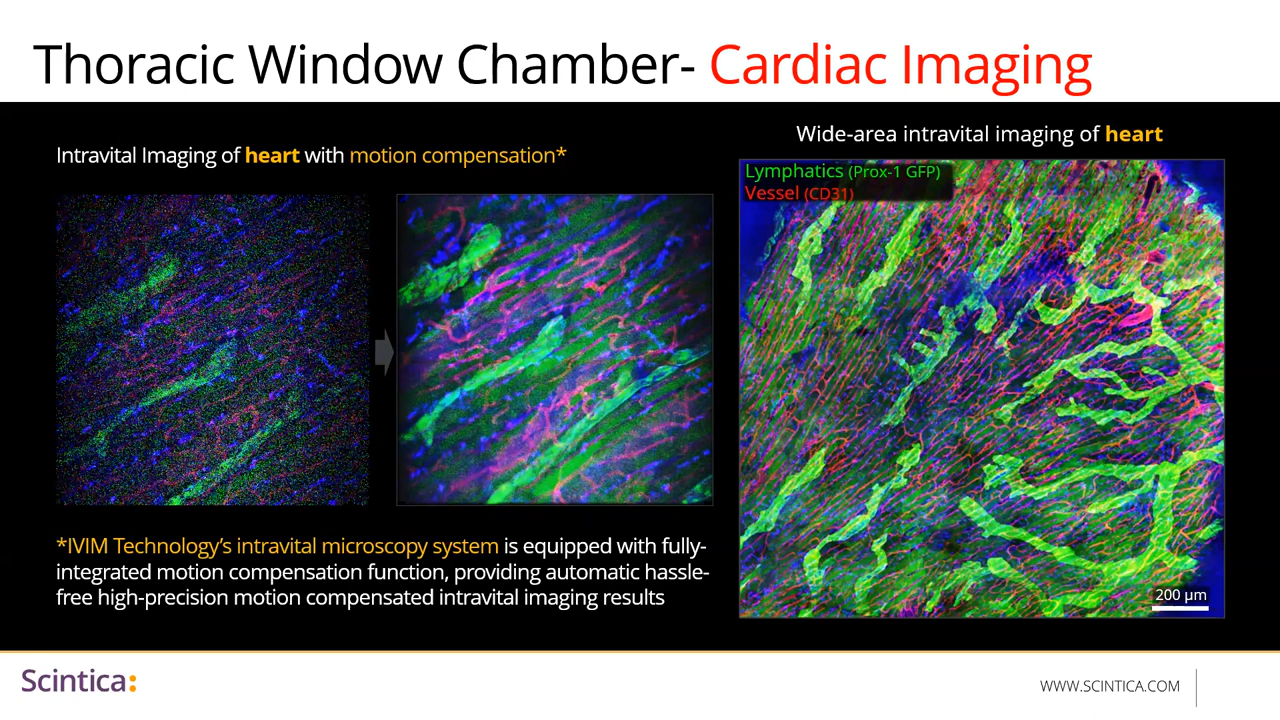 Thoracic Window Chamber- Cardiac Imaging
Intravital Imaging of heart with motion compensation*
*IVIM Technology's intravital microscopy system is equipped with fully-
integrated motion compensation function, providing automatic hassle-
free high-precision motion compensated intravital imaging results
Wide-area intravital imaging of heart
Lymphatics (Prox-1 GFP)
Vessel (CD31)
200 µm
Scintica:
WWW.SCINTICA.COM